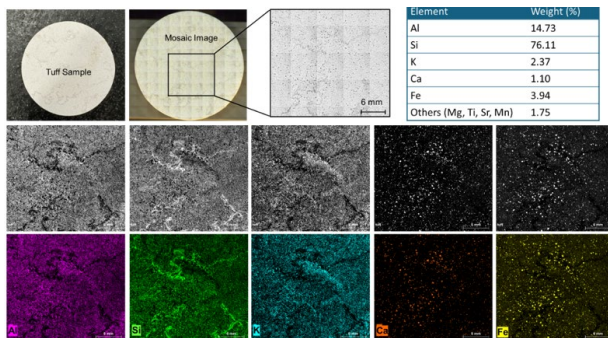 Tuff Sample
Mosaic Image
6 mm
Element Weight (%)
Al 14.73
Si 76.11
K 2.37
Ca 1.10
Fe 3.94
Others (Mg, Ti, Sr, Mn) 1.75
Al
Si
K
Ca
Fe